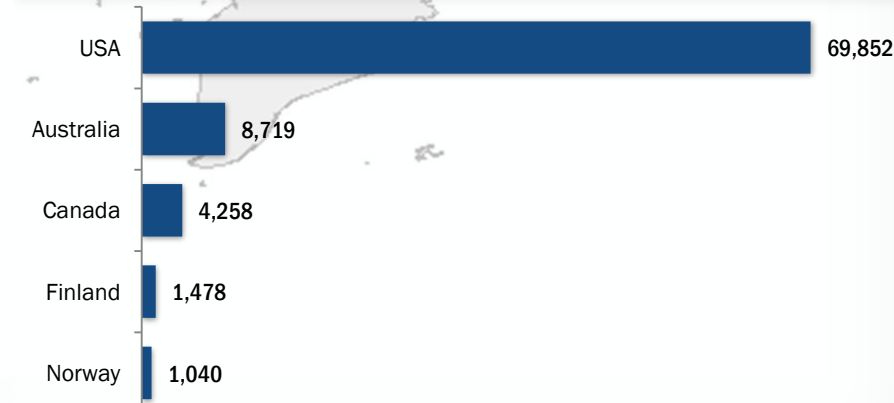 USA 69,852
Australia 8,719
Canada 4,258
Finland 1,478
Norway 1,040